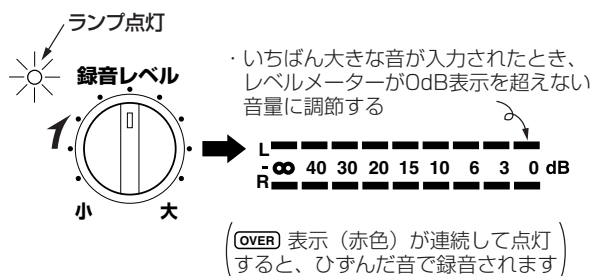 ランプ点灯
録音レベル
小 大
・いちばん大きな音が入力されたとき、
レベルメーターが0dB表示を超えない
音量に調節する
L
-∞ 40 30 20 15 10 6 3 0 dB
R
(OVER 表示（赤色）が連続して点灯
すると、ひずんだ音で録音されます)